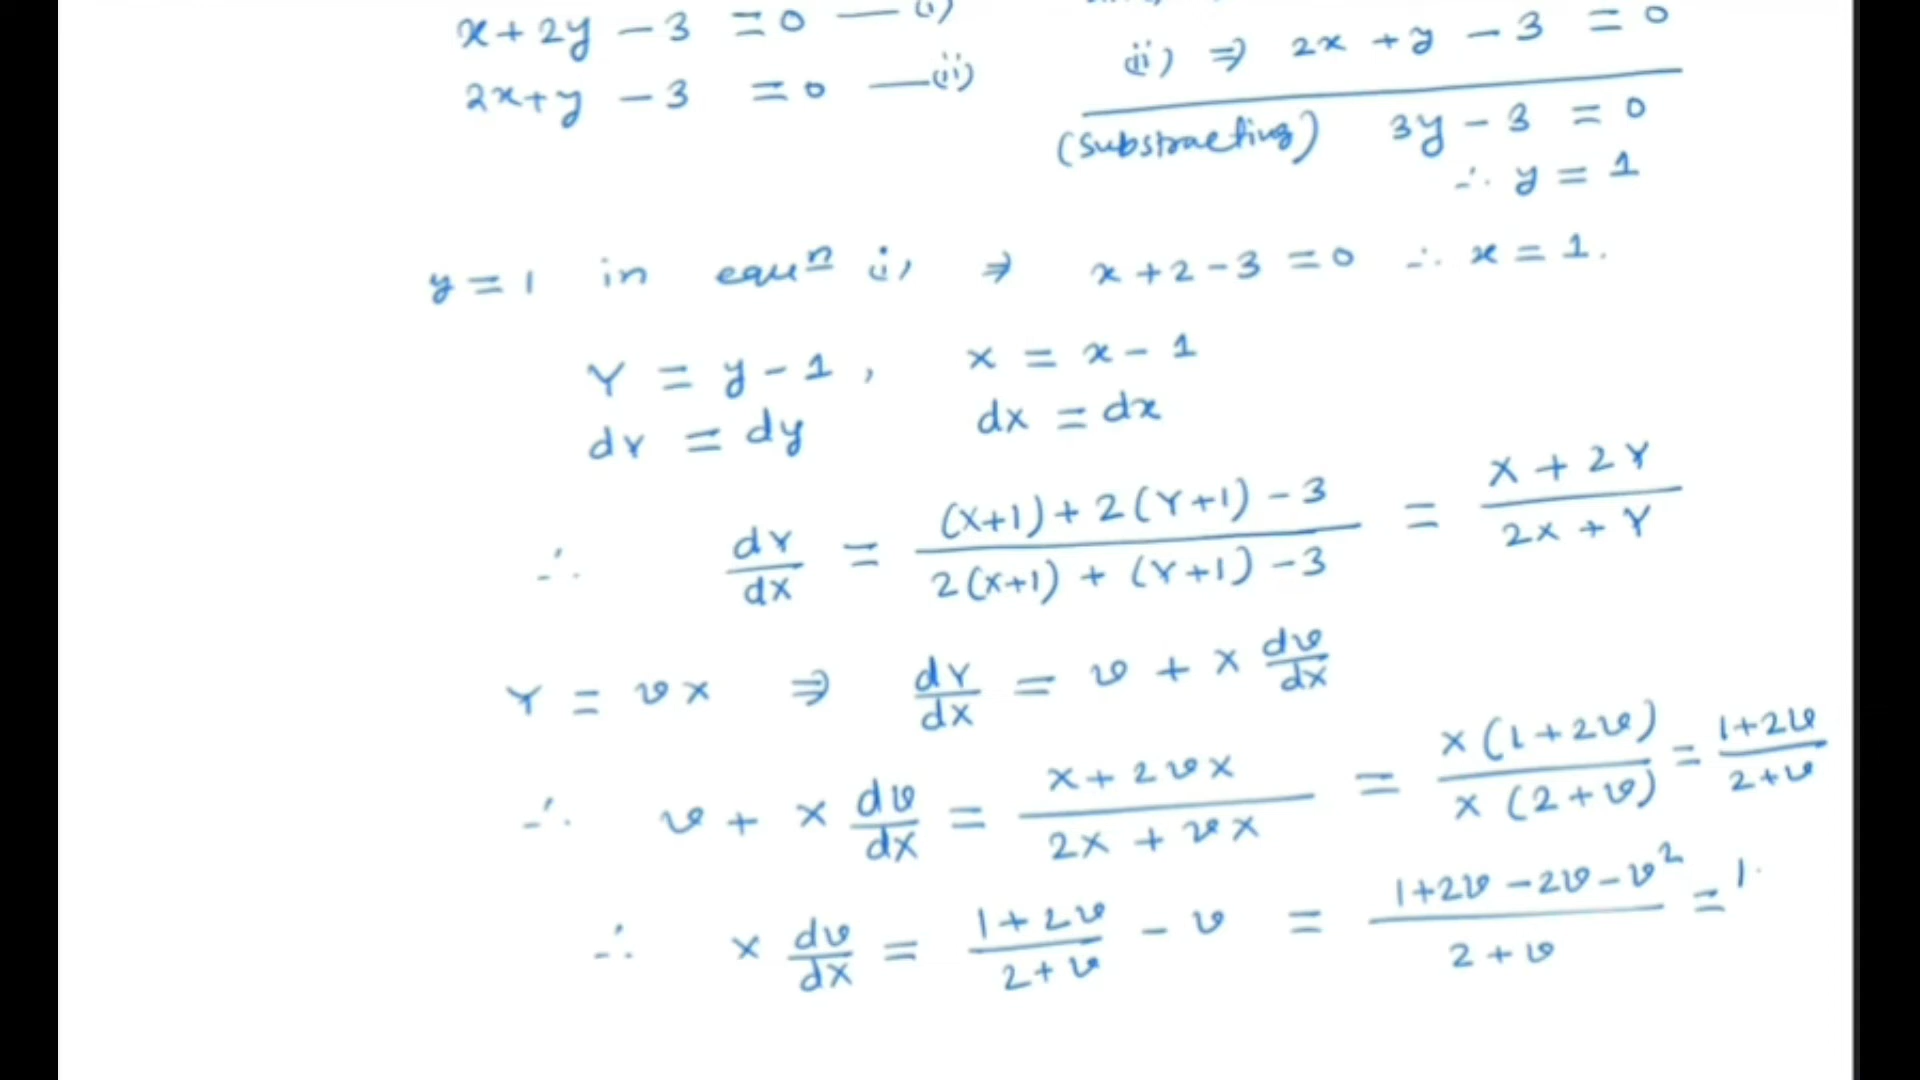 x + 2y - 3 = 0 — (i)
2x + y - 3 = 0 — (ii)
(ii) ⇒ 2x + y - 3 = 0
(Substracting) 3y - 3 = 0
∴ y = 1
y = 1 in equn i, ⇒ x + 2 - 3 = 0 ∴ x = 1.
Y = y - 1, X = x - 1
dY = dy dX = dx
∴ dY/dX = ((X+1) + 2(Y+1) - 3)/(2(X+1) + (Y+1) - 3) = (X + 2Y)/(2X + Y)
Y = vX ⇒ dY/dX = v + X dv/dX
∴ v + X dv/dX = (X + 2vX)/(2X + vX) = X(1+2v)/X(2+v) = (1+2v)/(2+v)
∴ X dv/dX = (1+2v)/(2+v) - v = (1+2v-2v-v²)/(2+v) = 1